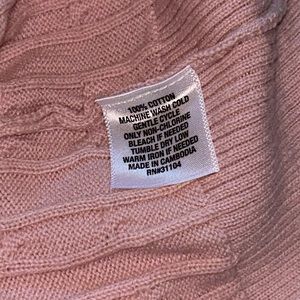 100% COTTON
MACHINE WASH COLD
GENTLE CYCLE
ONLY NON-CHLORINE
BLEACH IF NEEDED
TUMBLE DRY LOW
WARM IRON IF NEEDED
MADE IN CAMBODIA
RN#31104